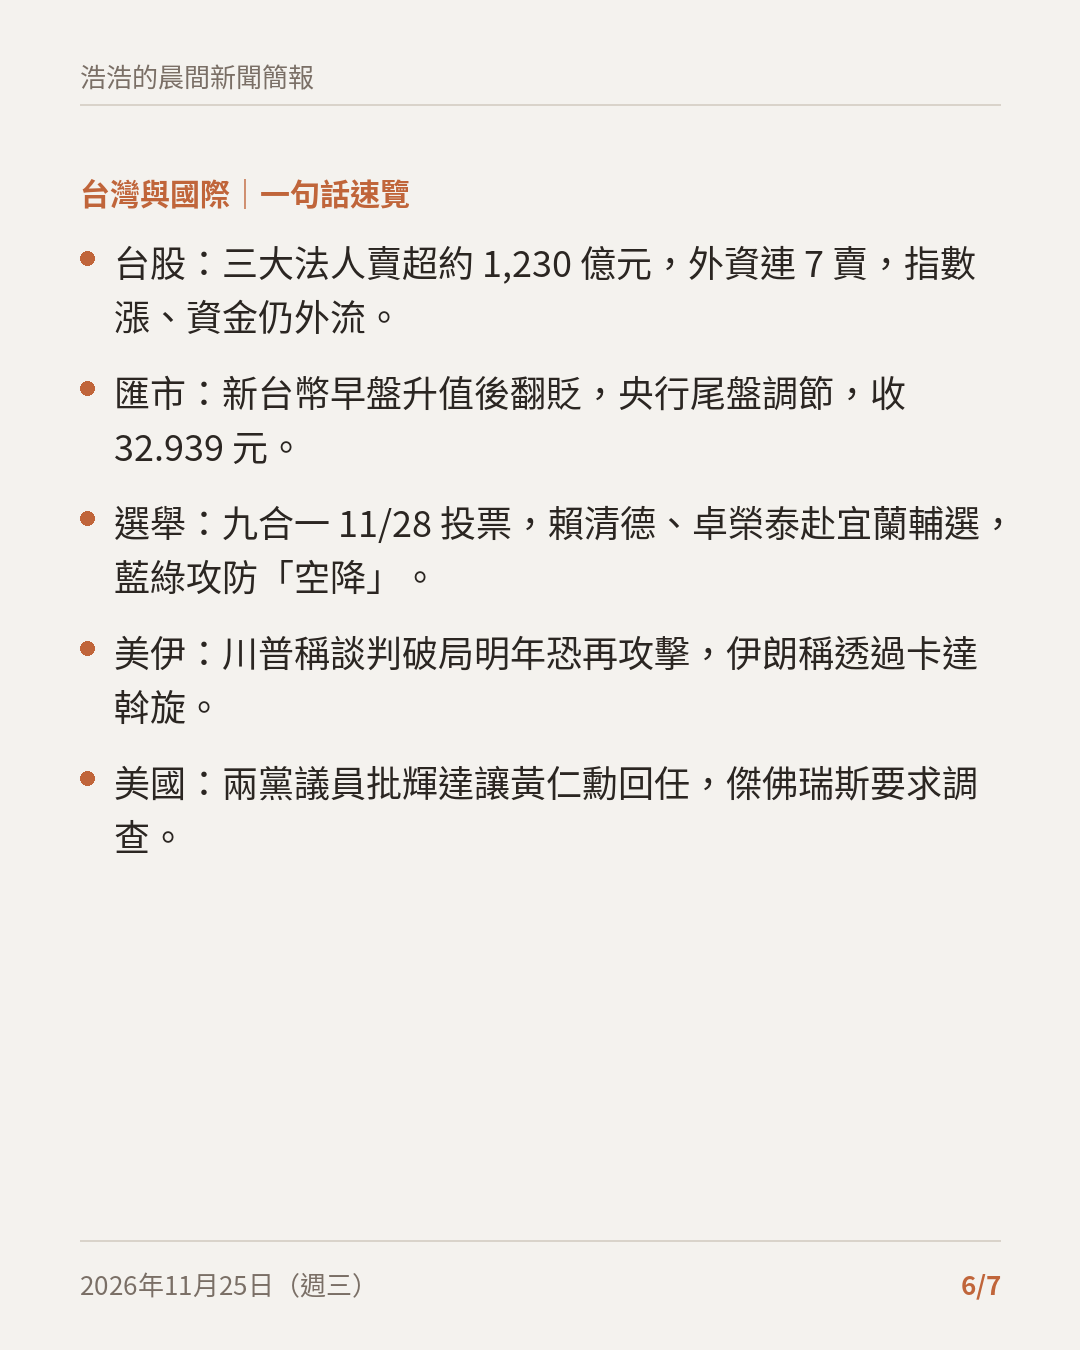 浩浩的晨間新聞簡報
台灣與國際｜一句話速覽
台股：三大法人賣超約 1,230 億元，外資連 7 賣，指數
漲、資金仍外流。
匯市：新台幣早盤升值後翻貶，央行尾盤調節，收
32.939 元。
選舉：九合一 11/28 投票，賴清德、卓榮泰赴宜蘭輔選，
藍綠攻防「空降」。
美伊：川普稱談判破局明年恐再攻擊，伊朗稱透過卡達
斡旋。
美國：兩黨議員批輝達讓黃仁勳回任，傑佛瑞斯要求調
查。
2026年11月25日（週三）
6/7